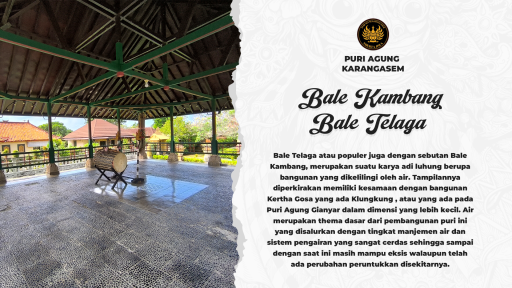 PURI AGUNG
KARANGASEM
Bale Kambang
Bale Telaga
Bale Telaga atau populer juga dengan sebutan Bale
Kambang, merupakan suatu karya adi luhung berupa
bangunan yang dikelilingi oleh air. Tampilannya
diperkirakan memiliki kesamaan dengan bangunan
Kertha Gosa yang ada Klungkung , atau yang ada pada
Puri Agung Gianyar dalam dimensi yang lebih kecil. Air
merupakan thema dasar dari pembangunan puri ini
yang disalurkan dengan tingkat manjemen air dan
sistem pengairan yang sangat cerdas sehingga sampai
dengan saat ini masih mampu eksis walaupun telah
ada perubahan peruntukkan disekitarnya.